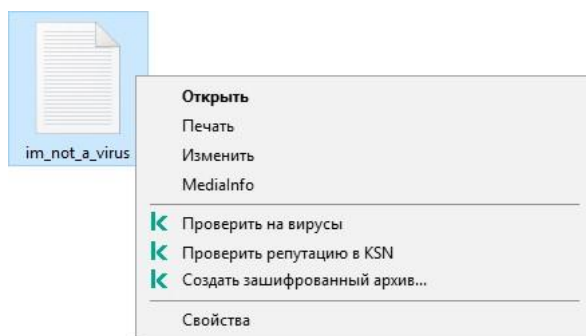 im_not_a_virus
Открыть
Печать
Изменить
MediaInfo
Проверить на вирусы
Проверить репутацию в KSN
Создать зашифрованный архив...
Свойства